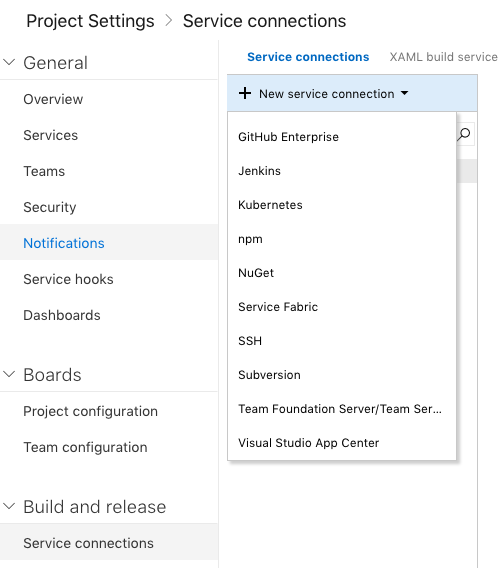 Project Settings > Service connections
General
Overview
Services
Teams
Security
Notifications
Service hooks
Dashboards
Boards
Project configuration
Team configuration
Build and release
Service connections
Service connections
XAML build service
+ New service connection
GitHub Enterprise
Jenkins
Kubernetes
npm
NuGet
Service Fabric
SSH
Subversion
Team Foundation Server/Team Ser...
Visual Studio App Center